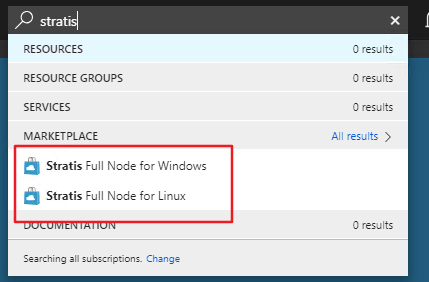 stratis
RESOURCES 0 results
RESOURCE GROUPS 0 results
SERVICES 0 results
MARKETPLACE All results
Stratis Full Node for Windows
Stratis Full Node for Linux
DOCUMENTATION 0 results
Searching all subscriptions. Change